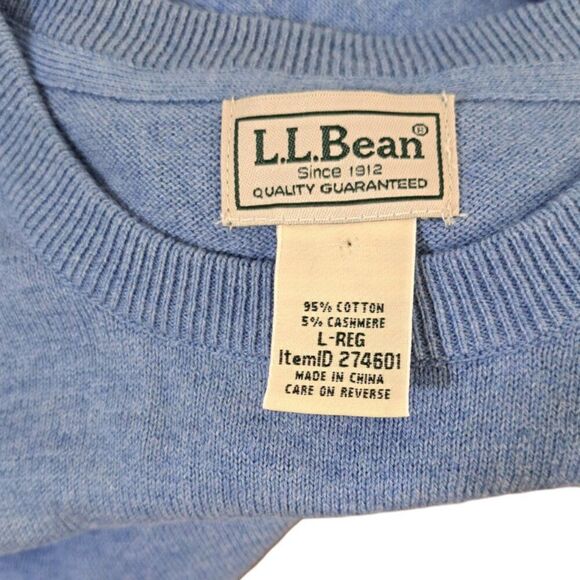 L.L.Bean®
Since 1912
QUALITY GUARANTEED
95% COTTON
5% CASHMERE
L-REG
ItemID 274601
MADE IN CHINA
CARE ON REVERSE